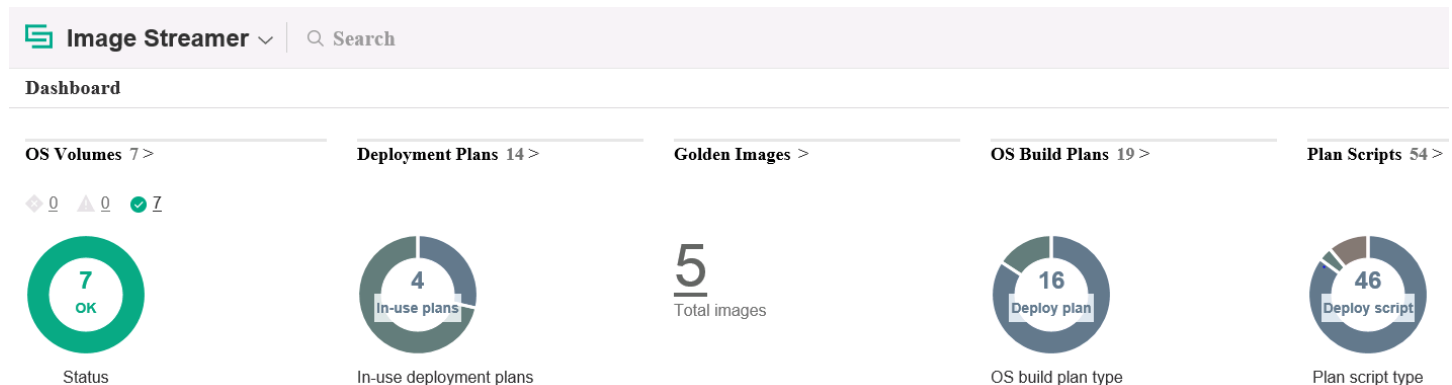 Image Streamer Search
Dashboard
OS Volumes 7 > Deployment Plans 14 > Golden Images > OS Build Plans 19 > Plan Scripts 54 >
0 0 7
7 4 5 16 46
OK In-use plans Total images Deploy plan Deploy script
Status In-use deployment plans OS build plan type Plan script type